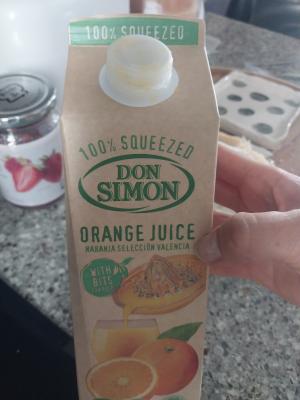 100% SQUEEZED
100% SQUEEZED
DON
SIMON
ORANGE JUICE
NARANJA SELECCIÓN VALENCIA
WITH
BITS